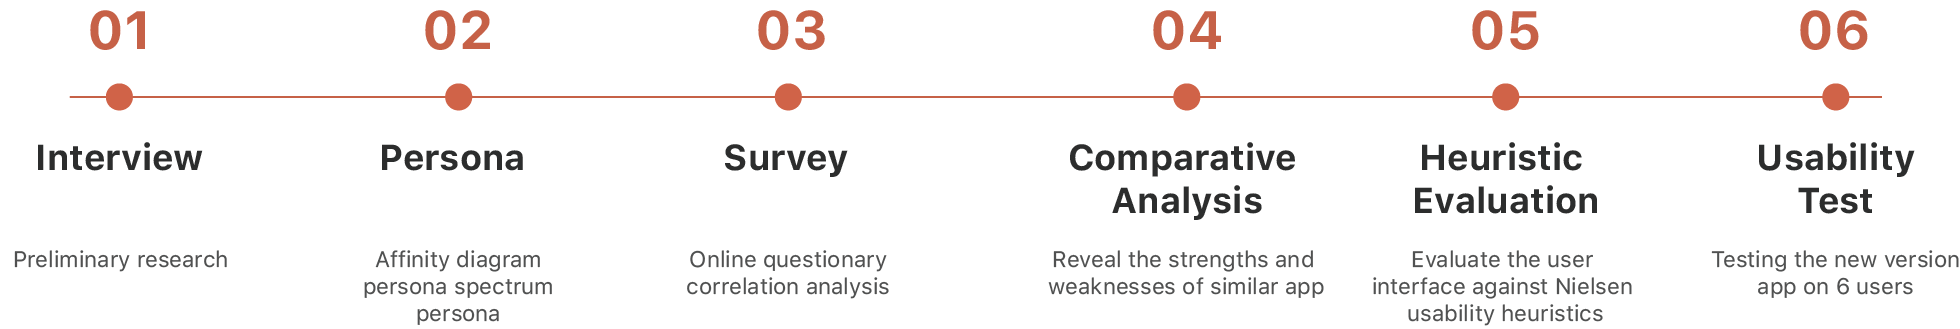 01
Interview
Preliminary research
02
Persona
Affinity diagram
persona spectrum
persona
03
Survey
Online questionary
correlation analysis
04
Comparative
Analysis
Reveal the strengths and
weaknesses of similar app
05
Heuristic
Evaluation
Evaluate the user
interface against Nielsen
usability heuristics
06
Usability
Test
Testing the new version
app on 6 users